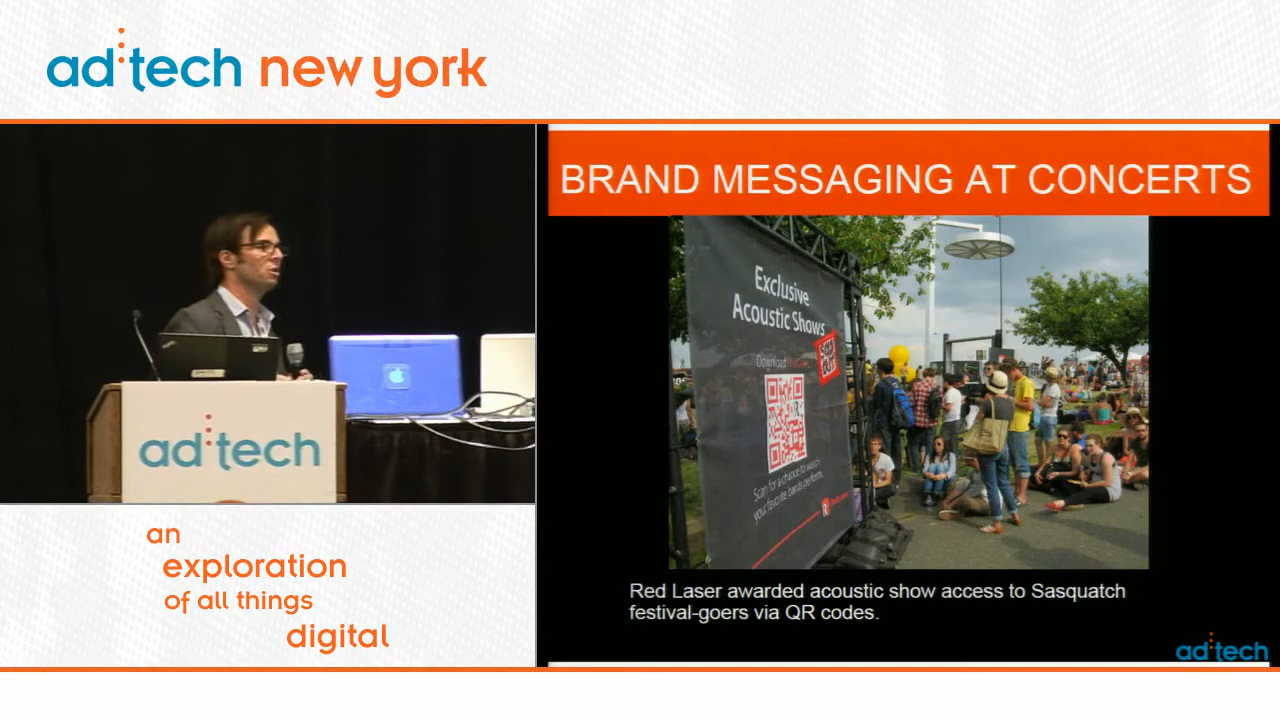 ad:tech new york
BRAND MESSAGING AT CONCERTS
Exclusive
Acoustic Shows
SOLD
OUT
Download
Scan for a chance to watch
your favorite bands perform.
Red Laser awarded acoustic show access to Sasquatch
festival-goers via QR codes.
ad:tech
ad:tech
an
exploration
of all things
digital